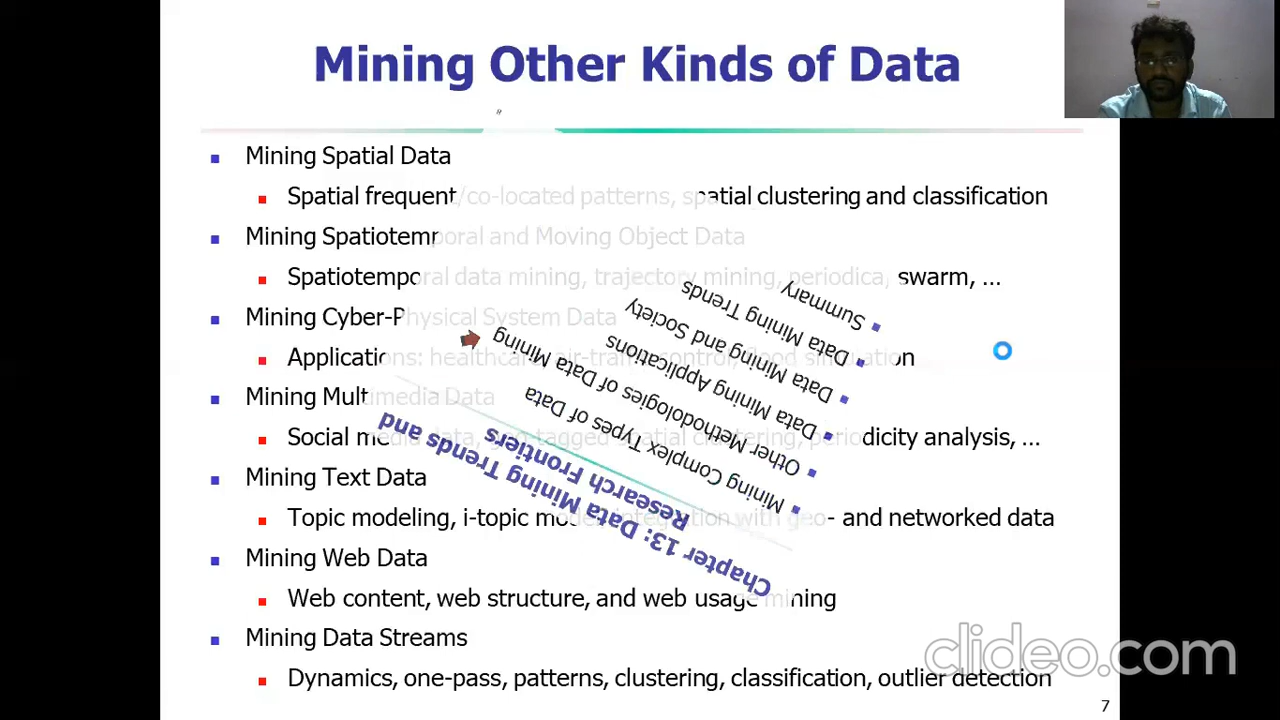 Mining Other Kinds of Data
Mining Spatial Data
Spatial frequent/co-located patterns, spatial clustering and classification
Mining Spatiotemporal and Moving Object Data
Spatiotemporal data mining, trajectory mining, periodica, swarm, …
Mining Cyber-Physical System Data
Applications: healthcare, air-traffic control, flood simulation
Mining Multimedia Data
Social media data, geo-tagged spatial clustering, periodicity analysis, …
Mining Text Data
Topic modeling, i-topic model, integration with geo- and networked data
Mining Web Data
Web content, web structure, and web usage mining
Mining Data Streams
Dynamics, one-pass, patterns, clustering, classification, outlier detection
7
Chapter 13: Data Mining Trends and
Research Frontiers
Mining Complex Types of Data
Other Methodologies of Data Mining
Data Mining Applications
Data Mining and Society
Data Mining Trends
Summary
clideo.com